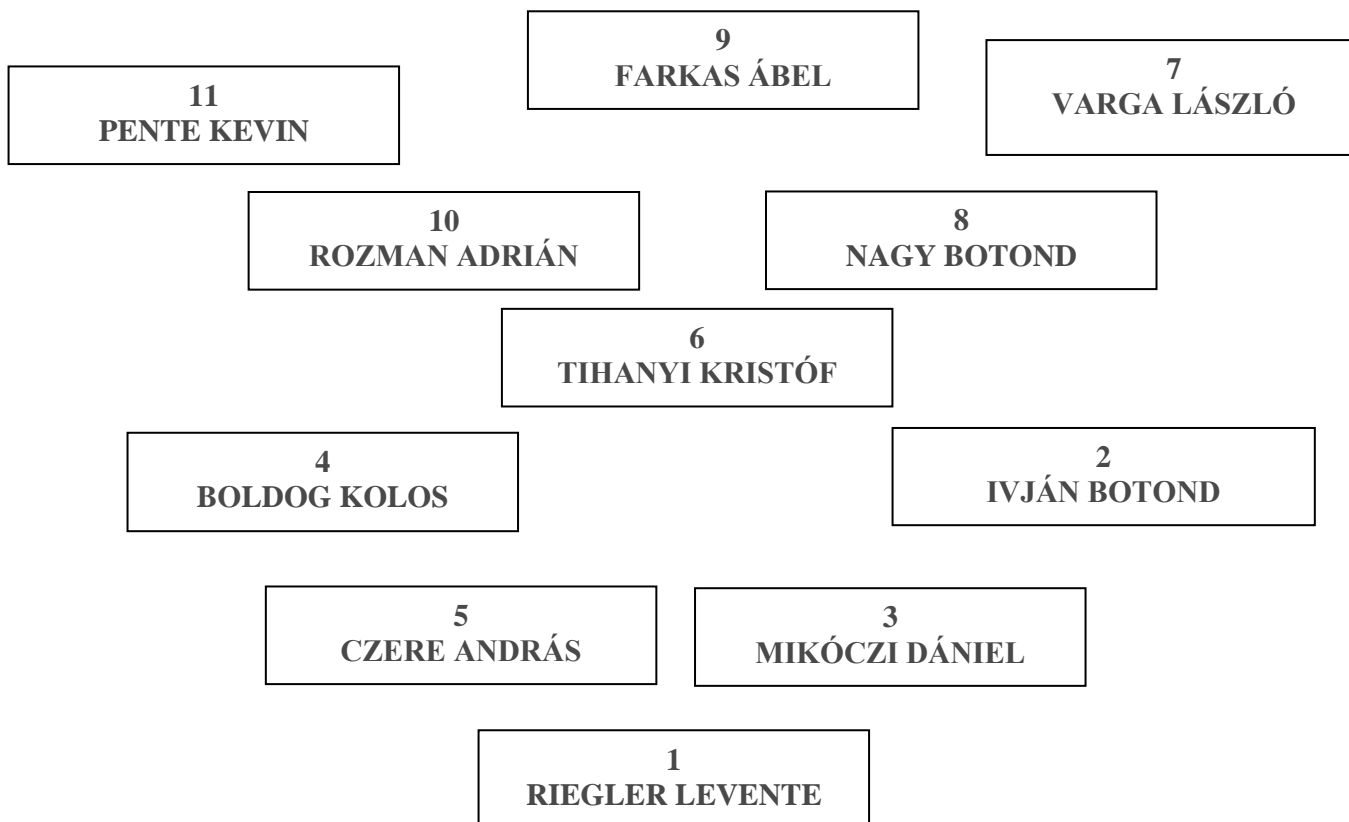 9
FARKAS ÁBEL
7
VARGA LÁSZLÓ
11
PENTE KEVIN
10
ROZMAN ADRIÁN
8
NAGY BOTOND
6
TIHANYI KRISTÓF
4
BOLDOG KOLOS
2
IVJÁN BOTOND
5
CZERE ANDRÁS
3
MIKÓCZI DÁNIEL
1
RIEGLER LEVENTE